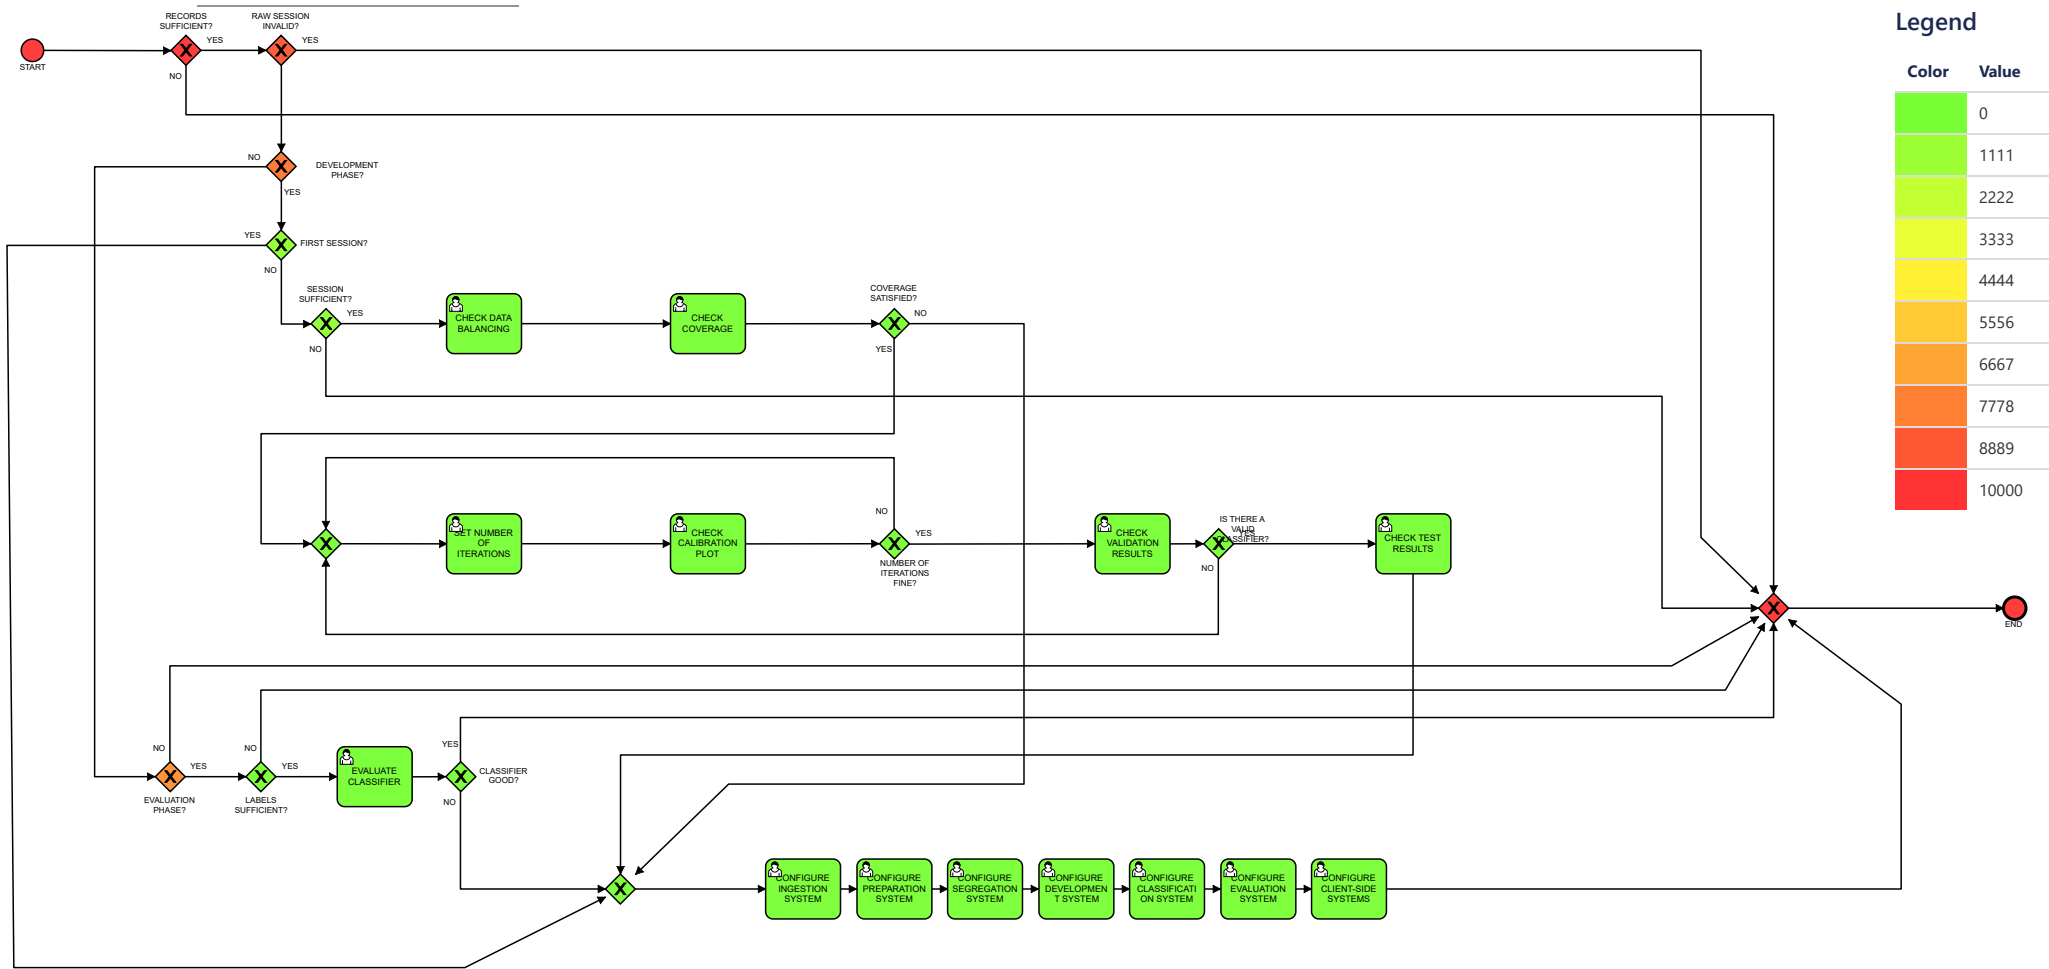 RECORDS
SUFFICIENT?
RAW SESSION
INVALID?
YES
YES
START
NO
NO
DEVELOPMENT
PHASE?
YES
YES
FIRST SESSION?
NO
SESSION
SUFFICIENT?
YES
NO
CHECK DATA
BALANCING
CHECK
COVERAGE
COVERAGE
SATISFIED?
NO
YES
SET NUMBER
OF
ITERATIONS
CHECK
CALIBRATION
PLOT
NO
YES
NUMBER OF
ITERATIONS
FINE?
CHECK
VALIDATION
RESULTS
IS THERE A
VALID
CLASSIFIER?
YES
NO
CHECK TEST
RESULTS
END
NO
YES
EVALUATION
PHASE?
NO
YES
LABELS
SUFFICIENT?
EVALUATE
CLASSIFIER
YES
CLASSIFIER
GOOD?
NO
CONFIGURE
INGESTION
SYSTEM
CONFIGURE
PREPARATION
SYSTEM
CONFIGURE
SEGREGATION
SYSTEM
CONFIGURE
DEVELOPMEN
T SYSTEM
CONFIGURE
CLASSIFICATI
ON SYSTEM
CONFIGURE
EVALUATION
SYSTEM
CONFIGURE
CLIENT-SIDE
SYSTEMS
Legend
Color Value
0
1111
2222
3333
4444
5556
6667
7778
8889
10000